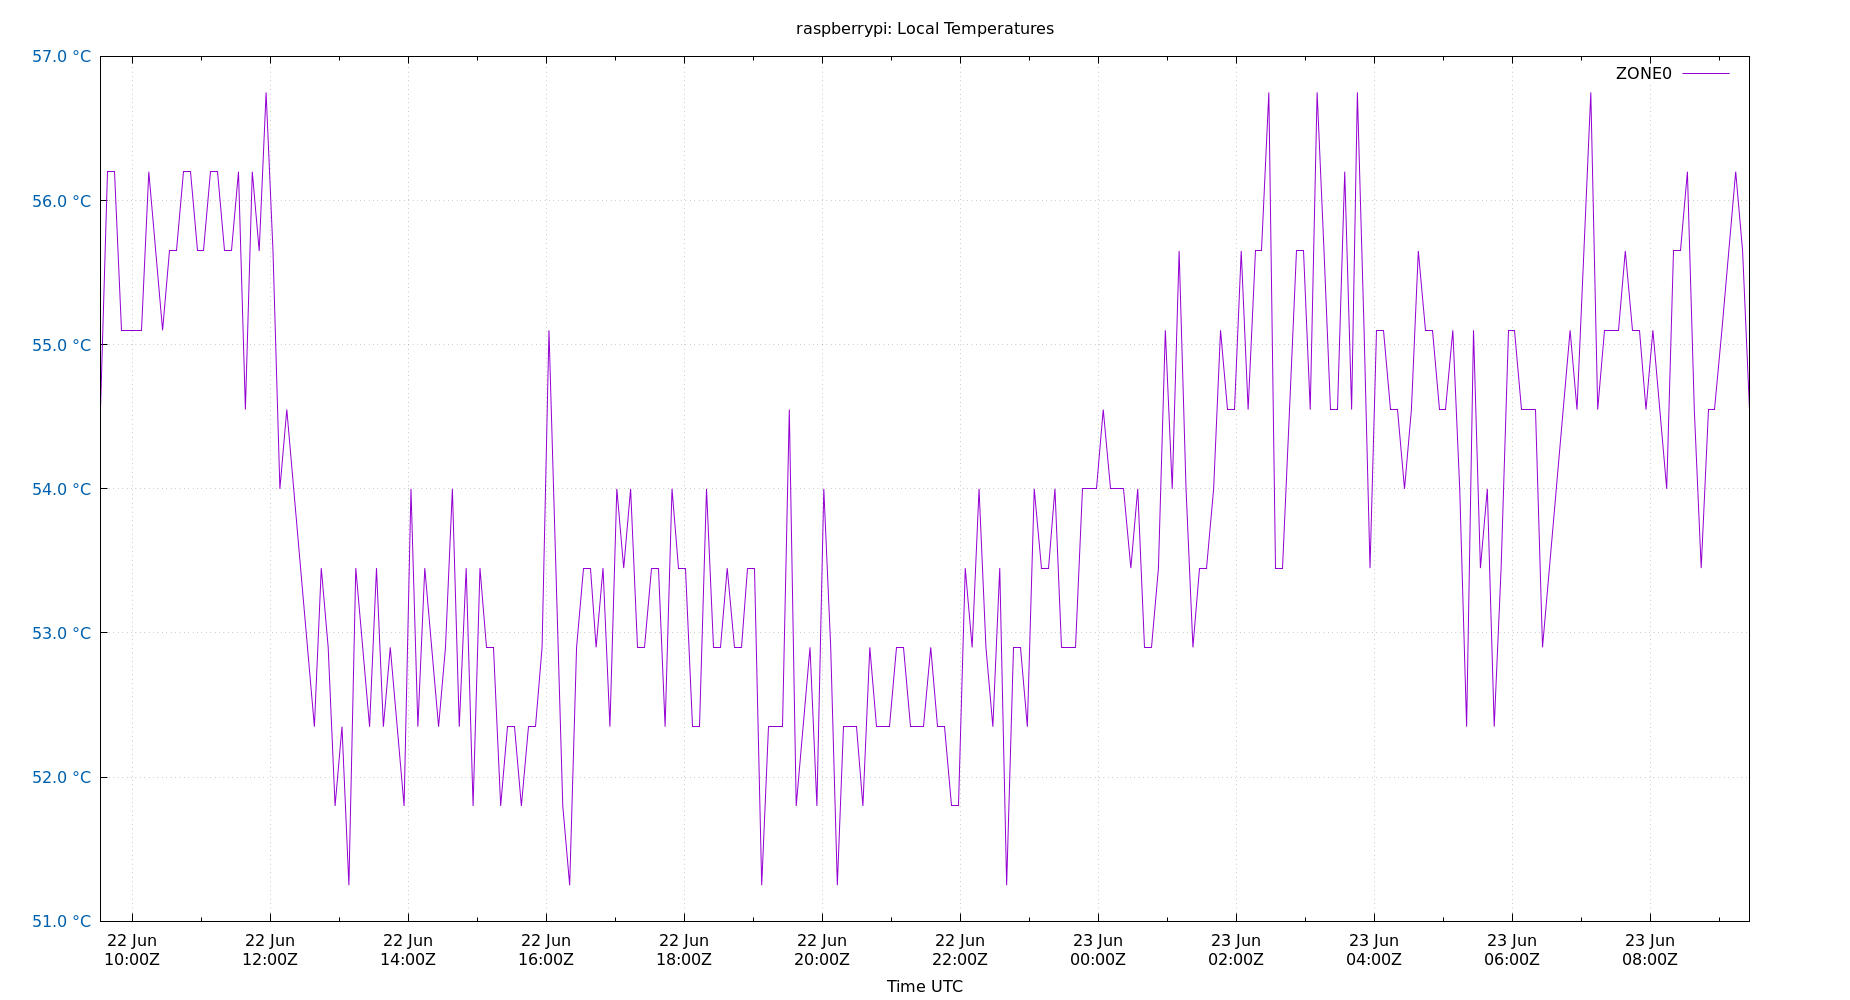 raspberrypi: Local Temperatures
57.0 °C
56.0 °C
55.0 °C
54.0 °C
53.0 °C
52.0 °C
51.0 °C
ZONE0
22 Jun 22 Jun 22 Jun 22 Jun 22 Jun 22 Jun 22 Jun 23 Jun 23 Jun 23 Jun 23 Jun 23 Jun
10:00Z 12:00Z 14:00Z 16:00Z 18:00Z 20:00Z 22:00Z 00:00Z 02:00Z 04:00Z 06:00Z 08:00Z
Time UTC